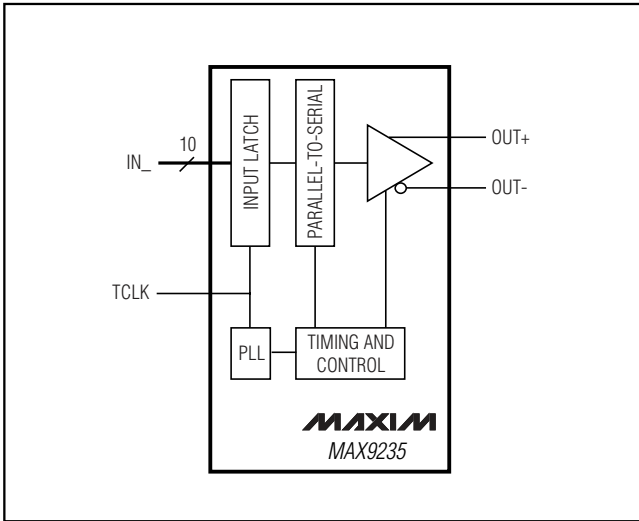 10
IN_
INPUT LATCH
PARALLEL-TO-SERIAL
OUT+
OUT-
TCLK
PLL
TIMING AND
CONTROL
MAXIM
MAX9235